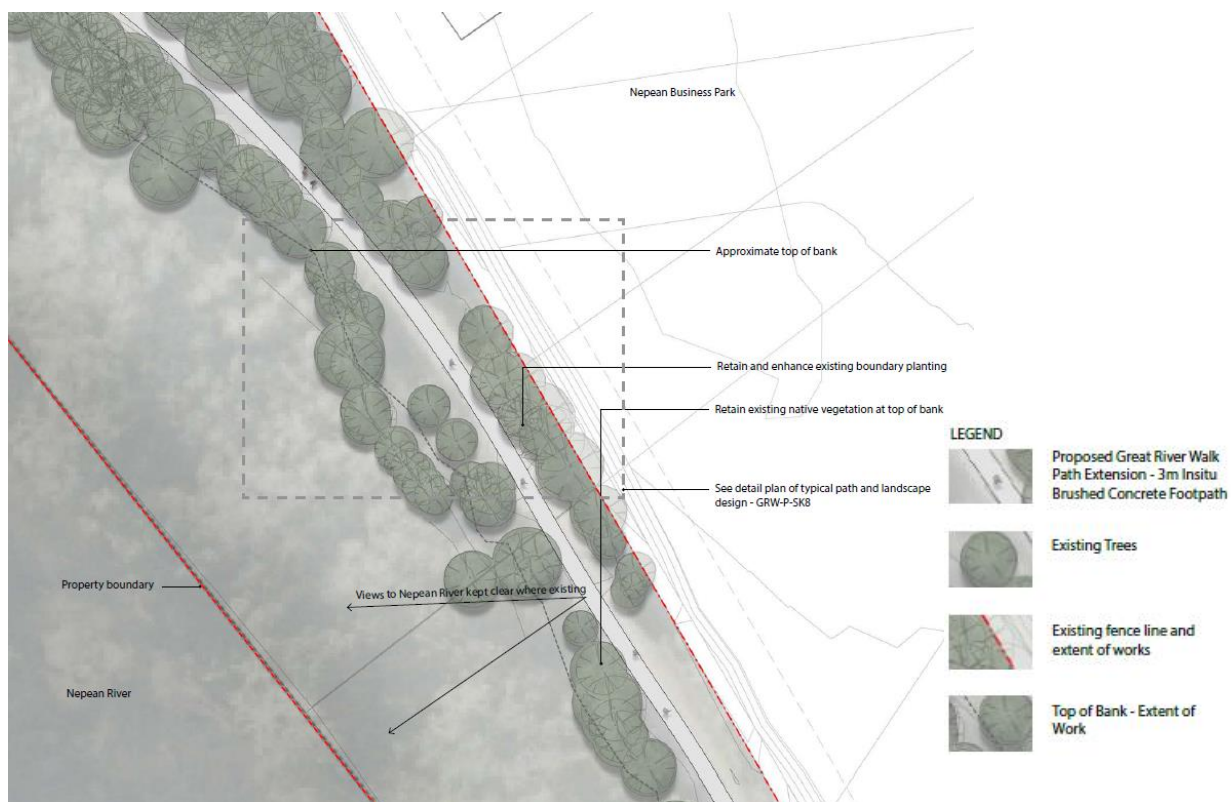 Nepean Business Park
Approximate top of bank
Retain and enhance existing boundary planting
Retain existing native vegetation at top of bank
See detail plan of typical path and landscape
design - GRW-P-SK8
Property boundary
Views to Nepean River kept clear where existing
Nepean River
LEGEND
Proposed Great River Walk
Path Extension - 3m Insitu
Brushed Concrete Footpath
Existing Trees
Existing fence line and
extent of works
Top of Bank - Extent of
Work